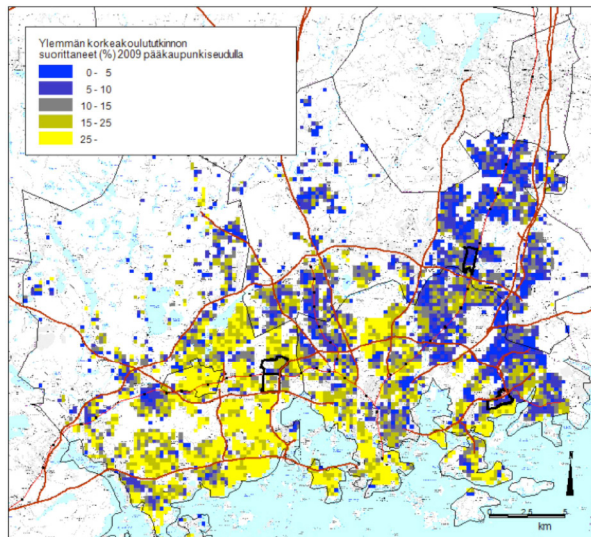 Ylemmän korkeakoulututkinnon
suorittaneet (%) 2009 pääkaupunkiseudulla
0 - 5
5 - 10
10 - 15
15 - 25
25 -
N
0 2,5 5
km